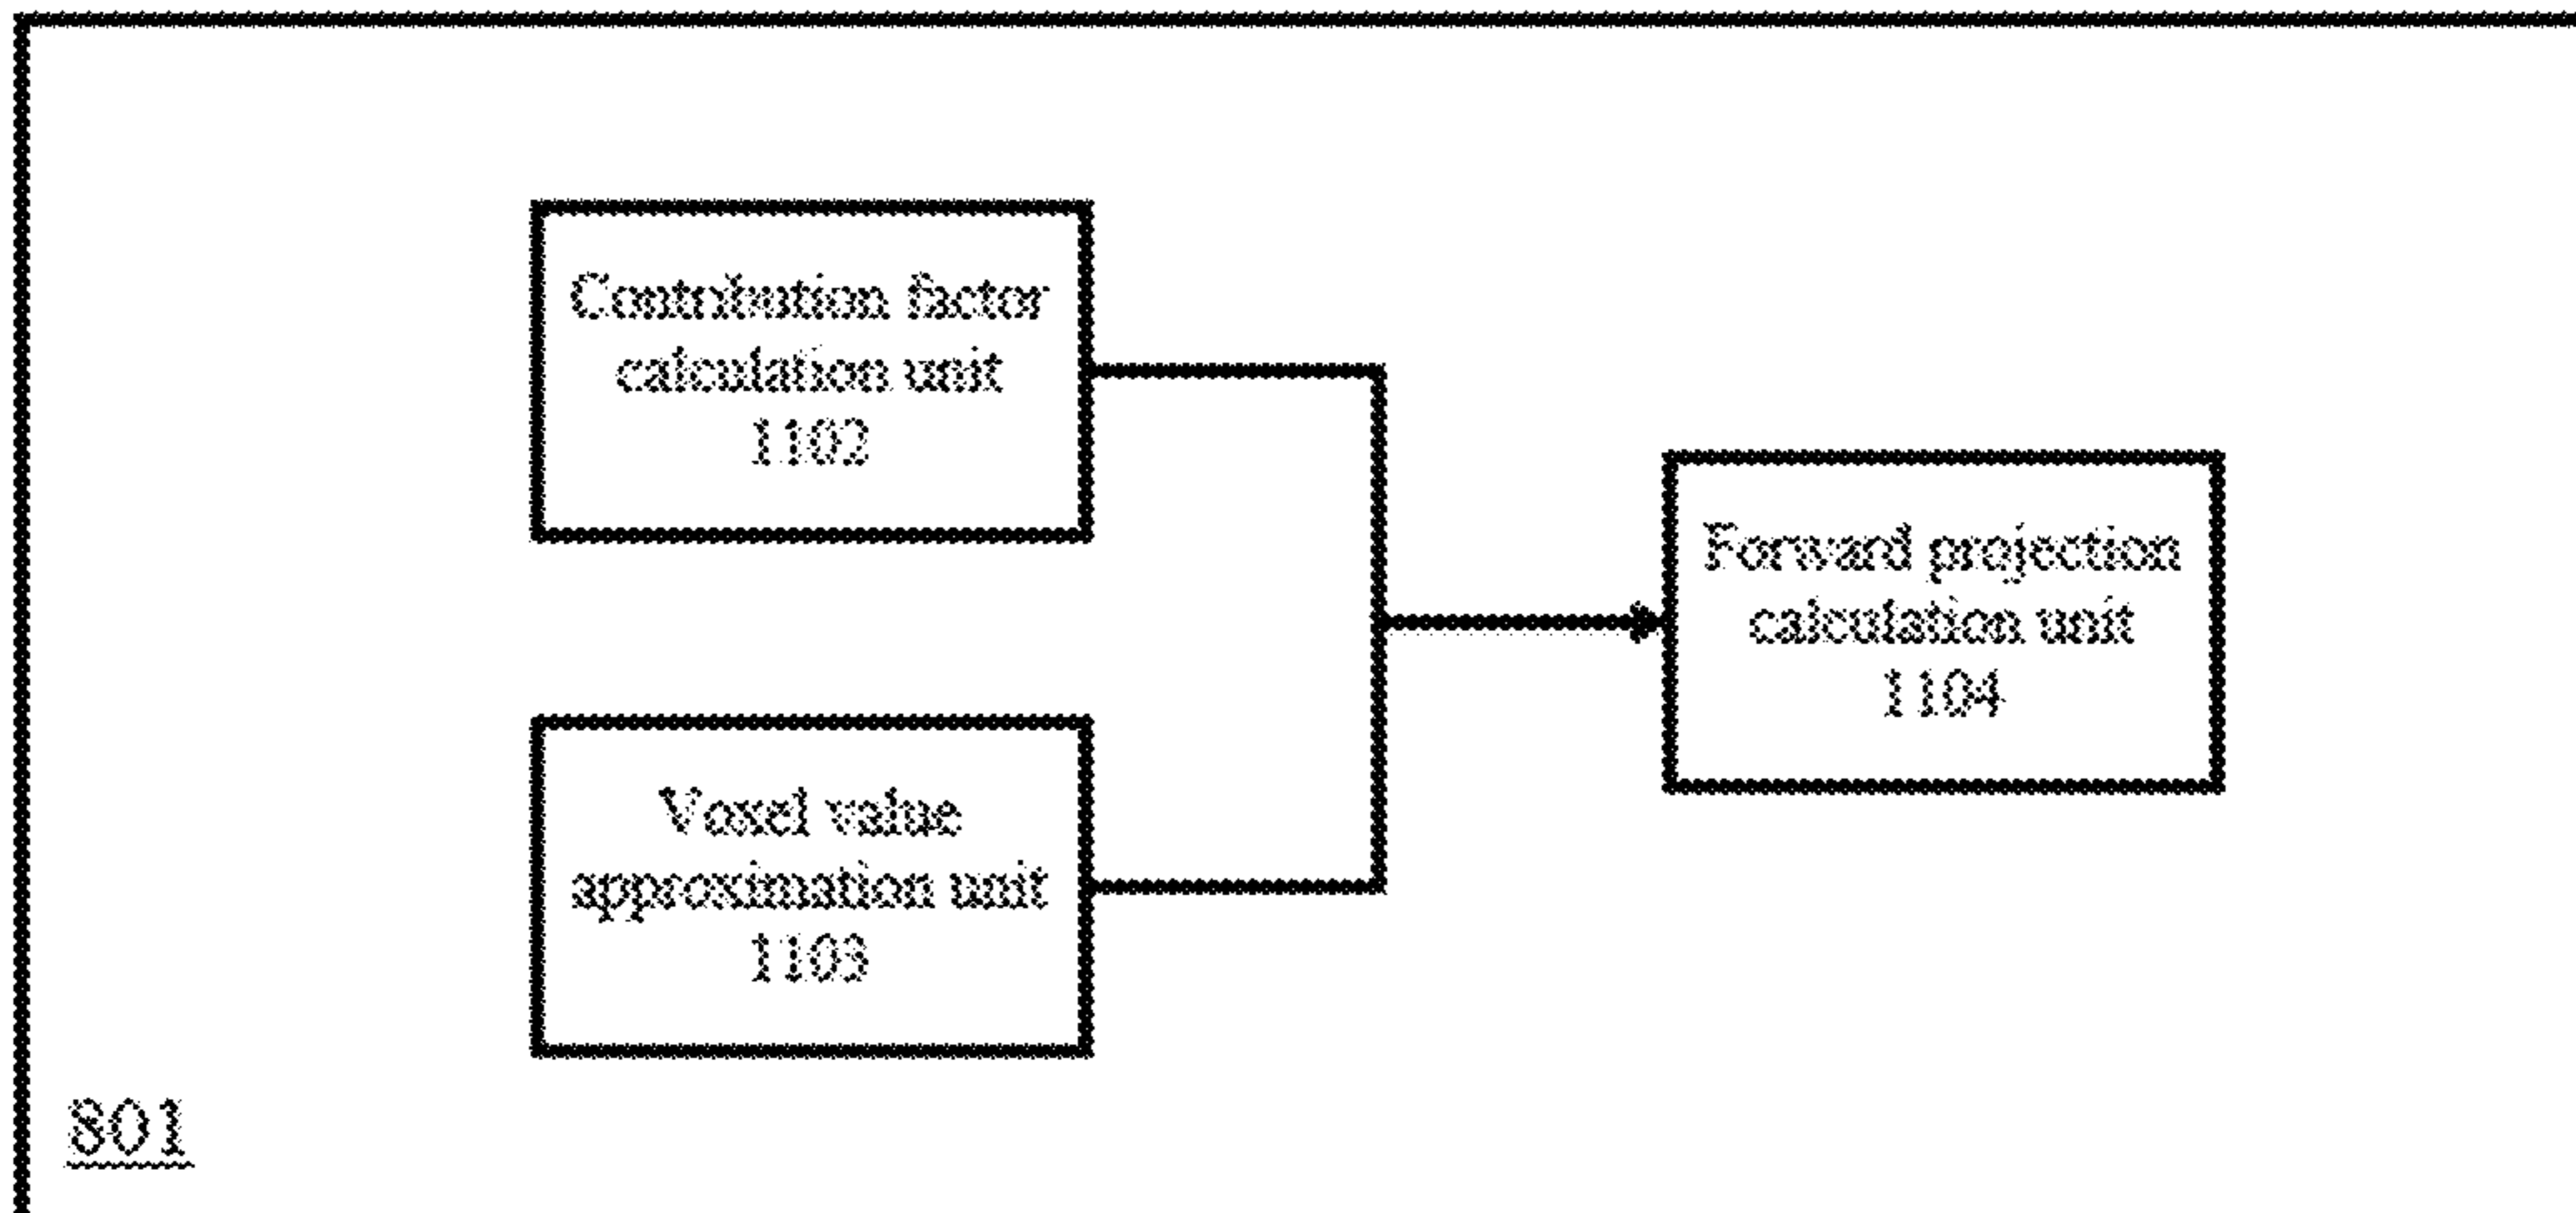 Contribution factor
calculation unit
1102
Voxel value
approximation unit
1103
Forward projection
calculation unit
1104
801